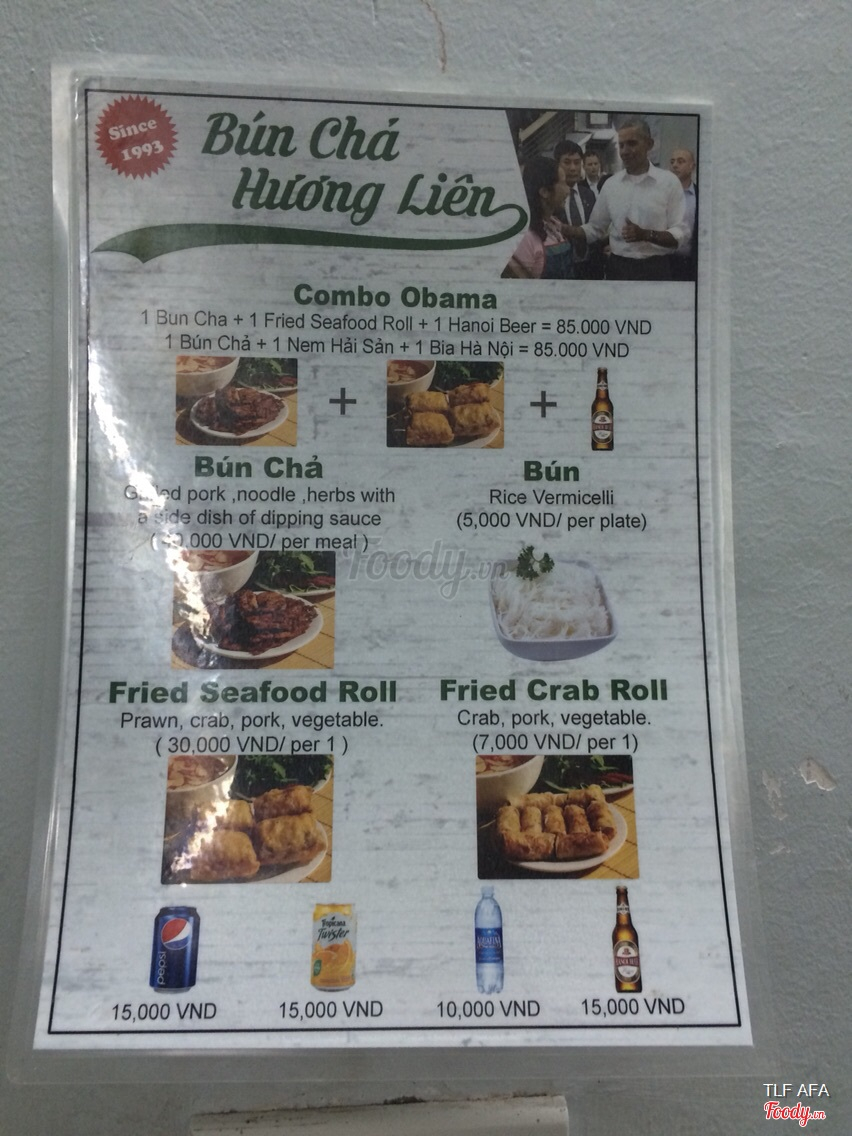 Since
1993
Bún Chả
Hương Liên
Combo Obama
1 Bun Cha + 1 Fried Seafood Roll + 1 Hanoi Beer = 85.000 VND
1 Bún Chả + 1 Nem Hải Sản + 1 Bia Hà Nội = 85.000 VND
+ +
Bún Chả
pork ,noodle ,herbs with
a side dish of dipping sauce
VND/ per meal )
Bún
Rice Vermicelli
(5,000 VND/ per plate)
Foody.vn
Fried Seafood Roll
Prawn, crab, pork, vegetable.
( 30,000 VND/ per 1 )
Fried Crab Roll
Crab, pork, vegetable.
(7,000 VND/ per 1)
pepsi
Tropicana
Twister
AQUAFINA
HANOI BEER
15,000 VND
15,000 VND
10,000 VND
15,000 VND
TLF AFA
Foody.vn